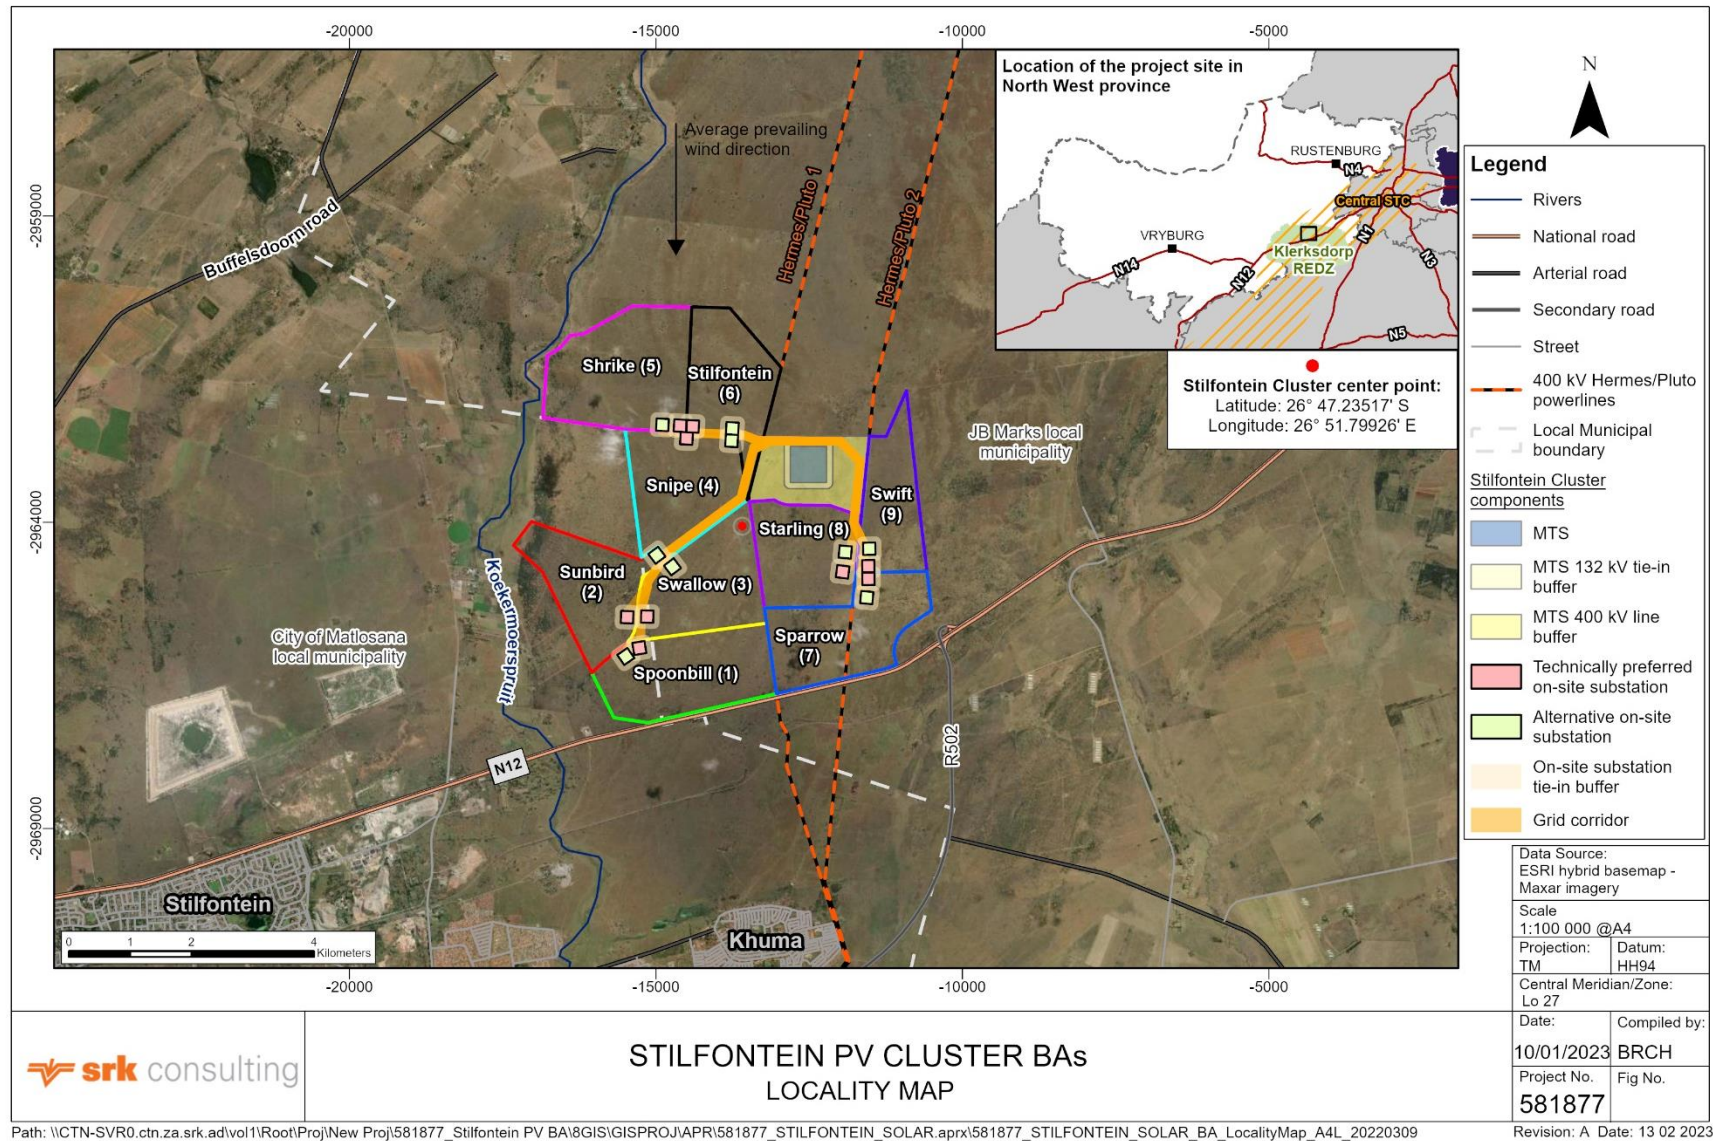 -20000
-15000
-10000
-5000
-2959000
-2964000
-2969000
Average prevailing
wind direction
Hermes/Pluto 1
Hermes/Pluto 2
Buffelsdoorn road
Shrike (5)
Stilfontein
(6)
Snipe (4)
Swift
(9)
Starling (8)
Sunbird
(2)
Swallow (3)
Sparrow
(7)
Spoonbill (1)
JB Marks local
municipality
City of Matlosana
local municipality
Koekermoerspruit
N12
R502
Stilfontein
Khuma
0
1
2
4
Kilometers
-20000
-15000
-10000
-5000
Location of the project site in
North West province
RUSTENBURG
N4
Central STC
VRYBURG
Klerksdorp
REDZ
N1
N3
N14
N12
N5
Stilfontein Cluster center point:
Latitude: 26° 47.23517' S
Longitude: 26° 51.79926' E
N
Legend
Rivers
National road
Arterial road
Secondary road
Street
400 kV Hermes/Pluto
powerlines
Local Municipal
boundary
Stilfontein Cluster
components
MTS
MTS 132 kV tie-in
buffer
MTS 400 kV line
buffer
Technically preferred
on-site substation
Alternative on-site
substation
On-site substation
tie-in buffer
Grid corridor
Data Source:
ESRI hybrid basemap -
Maxar imagery
Scale
1:100 000 @A4
Projection:
TM
Datum:
HH94
Central Meridian/Zone:
Lo 27
Date:
10/01/2023
Compiled by:
BRCH
Project No.
581877
Fig No.
srk consulting
STILFONTEIN PV CLUSTER BAs
LOCALITY MAP
Path: \\CTN-SVR0.ctn.za.srk.ad\vol1\Root\Proj\New Proj\581877_Stilfontein PV BA\8GIS\GISPROJ\APR\581877_STILFONTEIN_SOLAR.aprx\581877_STILFONTEIN_SOLAR_BA_LocalityMap_A4L_20220309
Revision: A Date: 13 02 2023